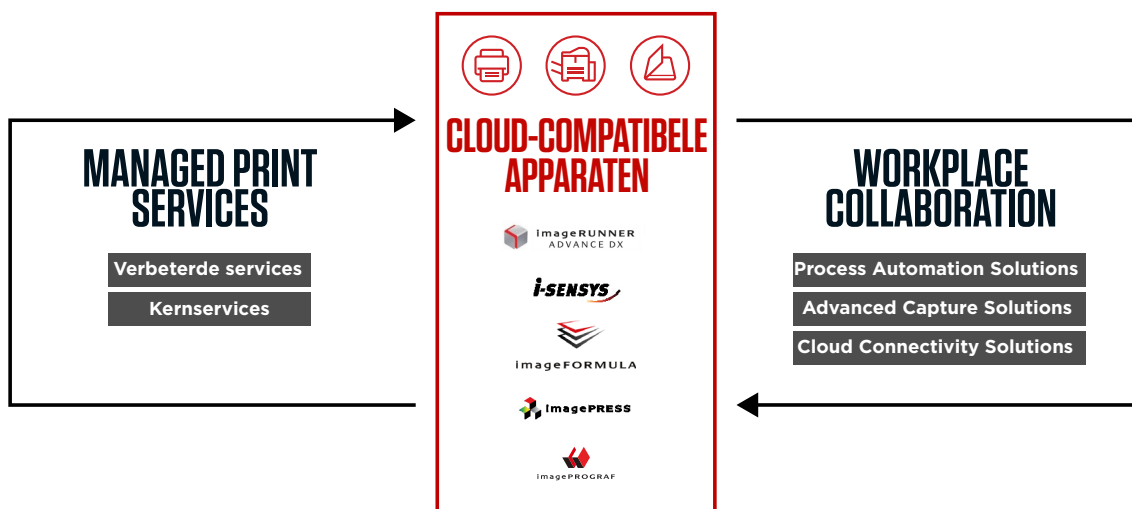 MANAGED PRINT
SERVICES
Verbeterde services
Kernservices
CLOUD-COMPATIBELE
APPARATEN
imageRUNNER
ADVANCE DX
i-SENSYS
imageFORMULA
imagePRESS
imagePROGRAF
WORKPLACE
COLLABORATION
Process Automation Solutions
Advanced Capture Solutions
Cloud Connectivity Solutions